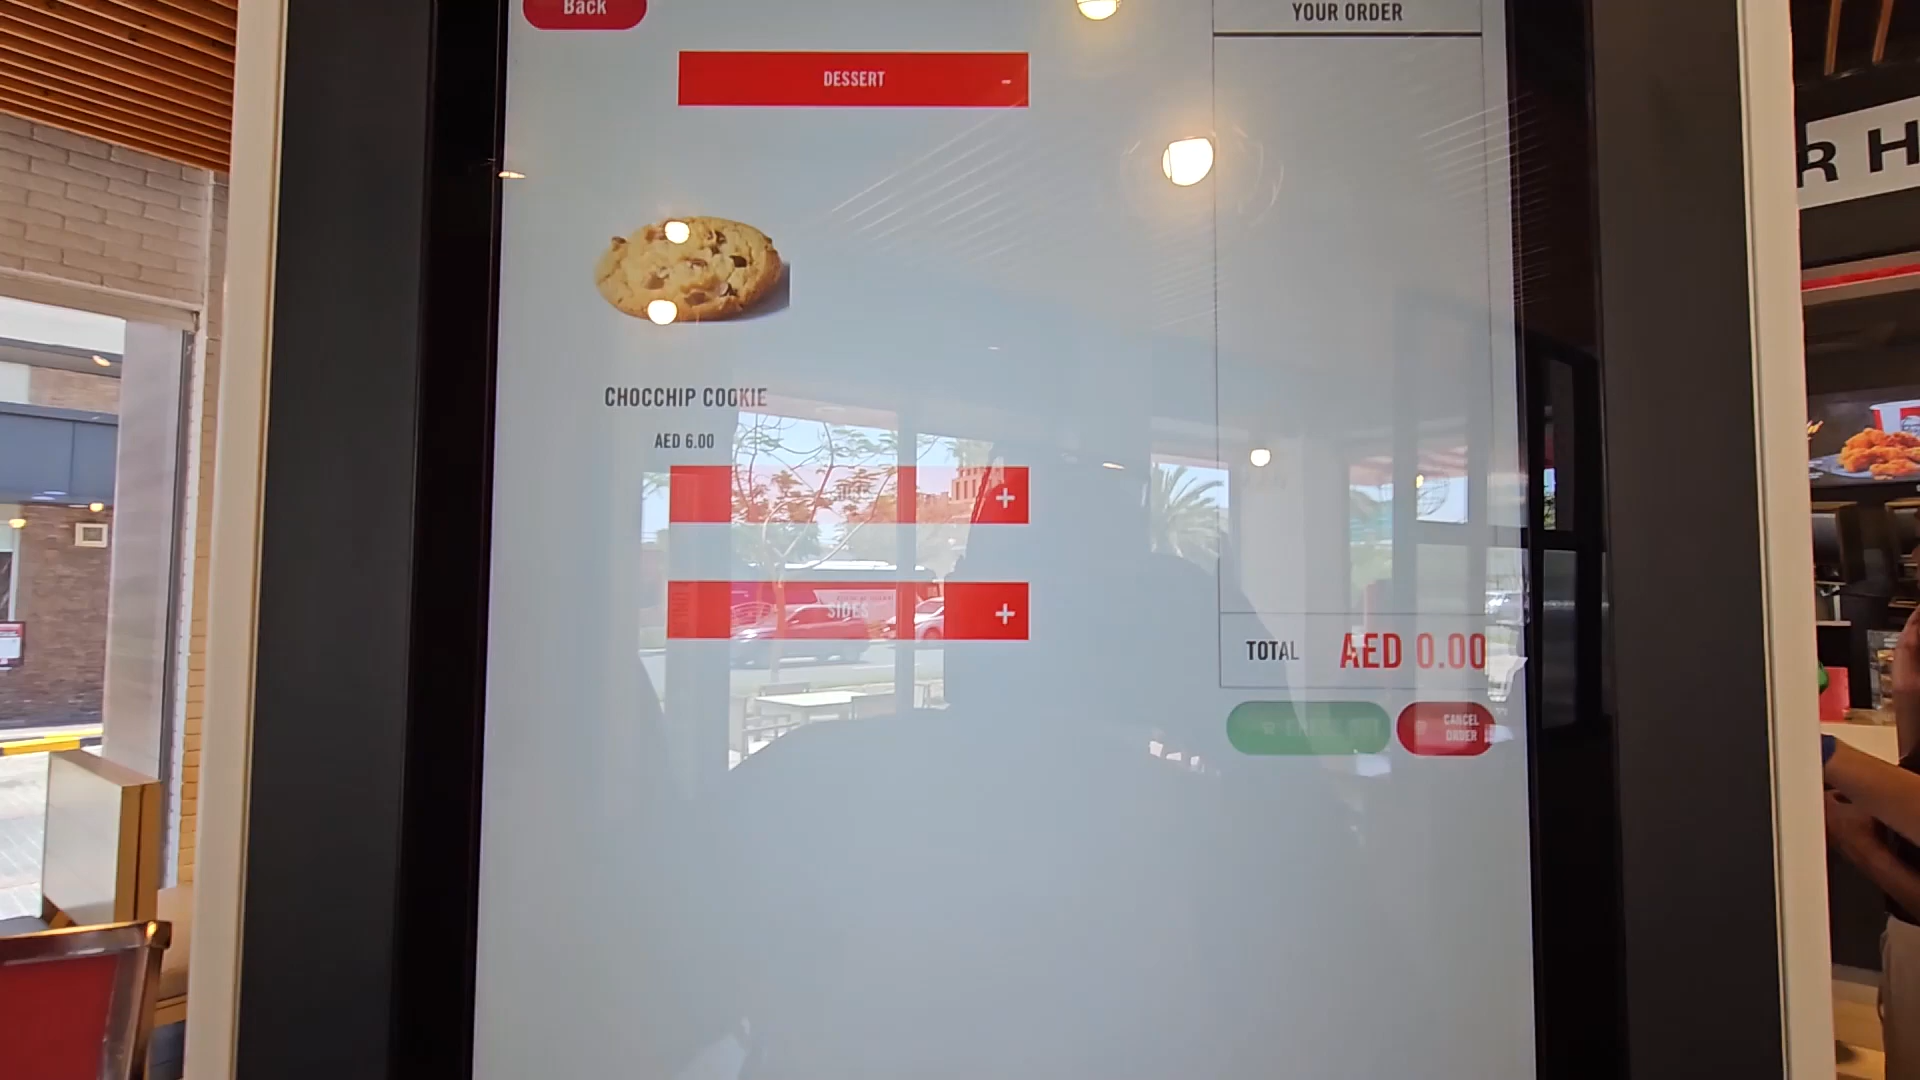 Back
YOUR ORDER
DESSERT
-
R H
CHOCCHIP COOKIE
AED 6.00
+
SIDES
+
TOTAL AED 0.00
CANCEL
ORDER